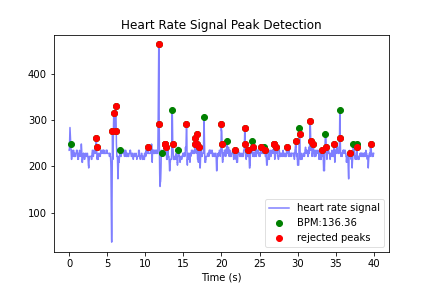 Heart Rate Signal Peak Detection
400
300
200
100
heart rate signal
BPM:136.36
rejected peaks
0 5 10 15 20 25 30 35 40
Time (s)